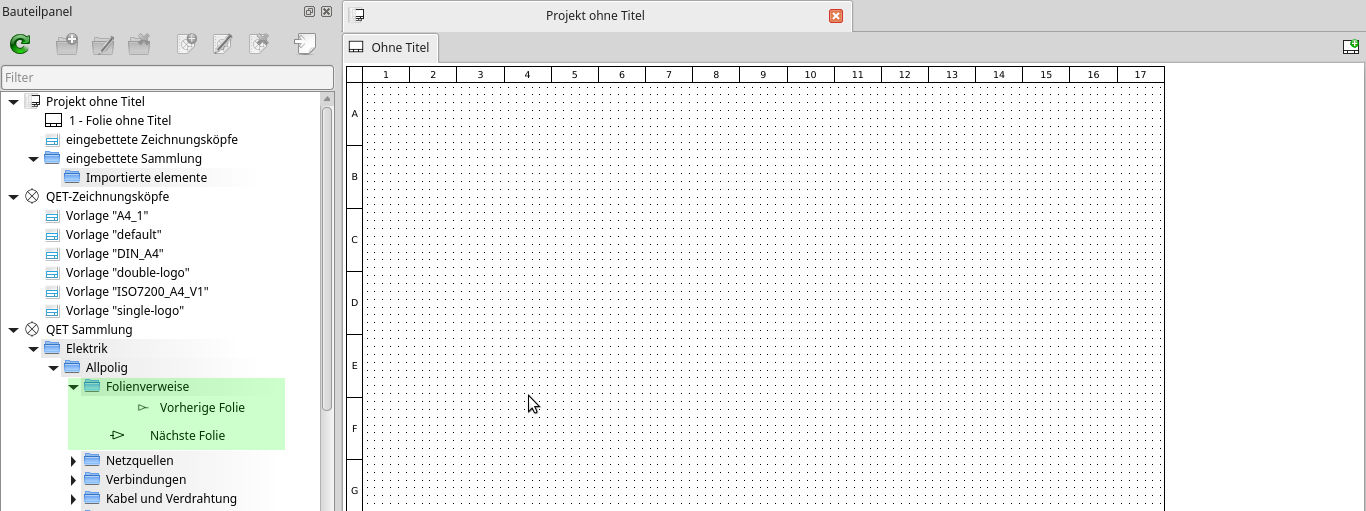 Bauteilpanel
Projekt ohne Titel
Ohne Titel
Filter
1 2 3 4 5 6 7 8 9 10 11 12 13 14 15 16 17
Projekt ohne Titel
1 - Folie ohne Titel
eingebettete Zeichnungsköpfe
eingebettete Sammlung
Importierte elemente
QET-Zeichnungsköpfe
Vorlage "A4_1"
Vorlage "default"
Vorlage "DIN_A4"
Vorlage "double-logo"
Vorlage "ISO7200_A4_V1"
Vorlage "single-logo"
QET Sammlung
Elektrik
Allpolig
Folienverweise
Vorherige Folie
Nächste Folie
Netzquellen
Verbindungen
Kabel und Verdrahtung
A
B
C
D
E
F
G